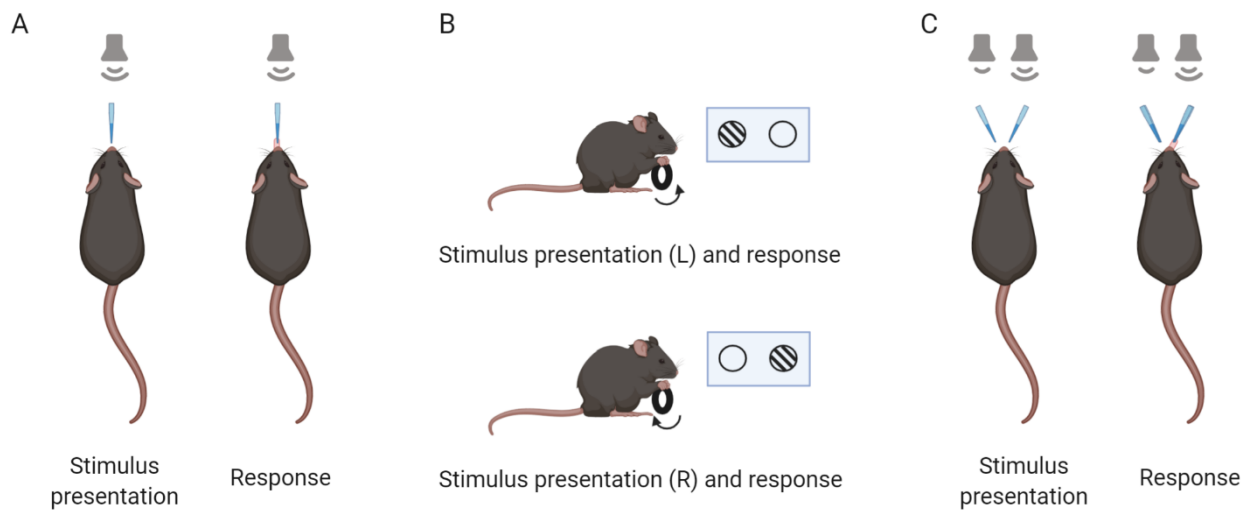 A
B
C
Stimulus presentation (L) and response
Stimulus presentation (R) and response
Stimulus
presentation
Response
Stimulus
presentation
Response